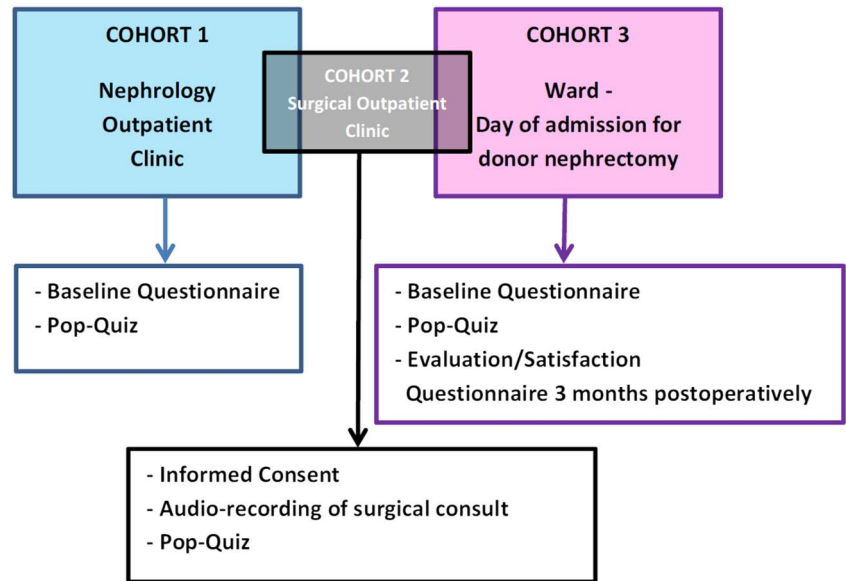 COHORT 1
Nephrology
Outpatient
Clinic
COHORT 2
Surgical Outpatient
Clinic
COHORT 3
Ward -
Day of admission for
donor nephrectomy
- Baseline Questionnaire
- Pop-Quiz
- Baseline Questionnaire
- Pop-Quiz
- Evaluation/Satisfaction
Questionnaire 3 months postoperatively
- Informed Consent
- Audio-recording of surgical consult
- Pop-Quiz